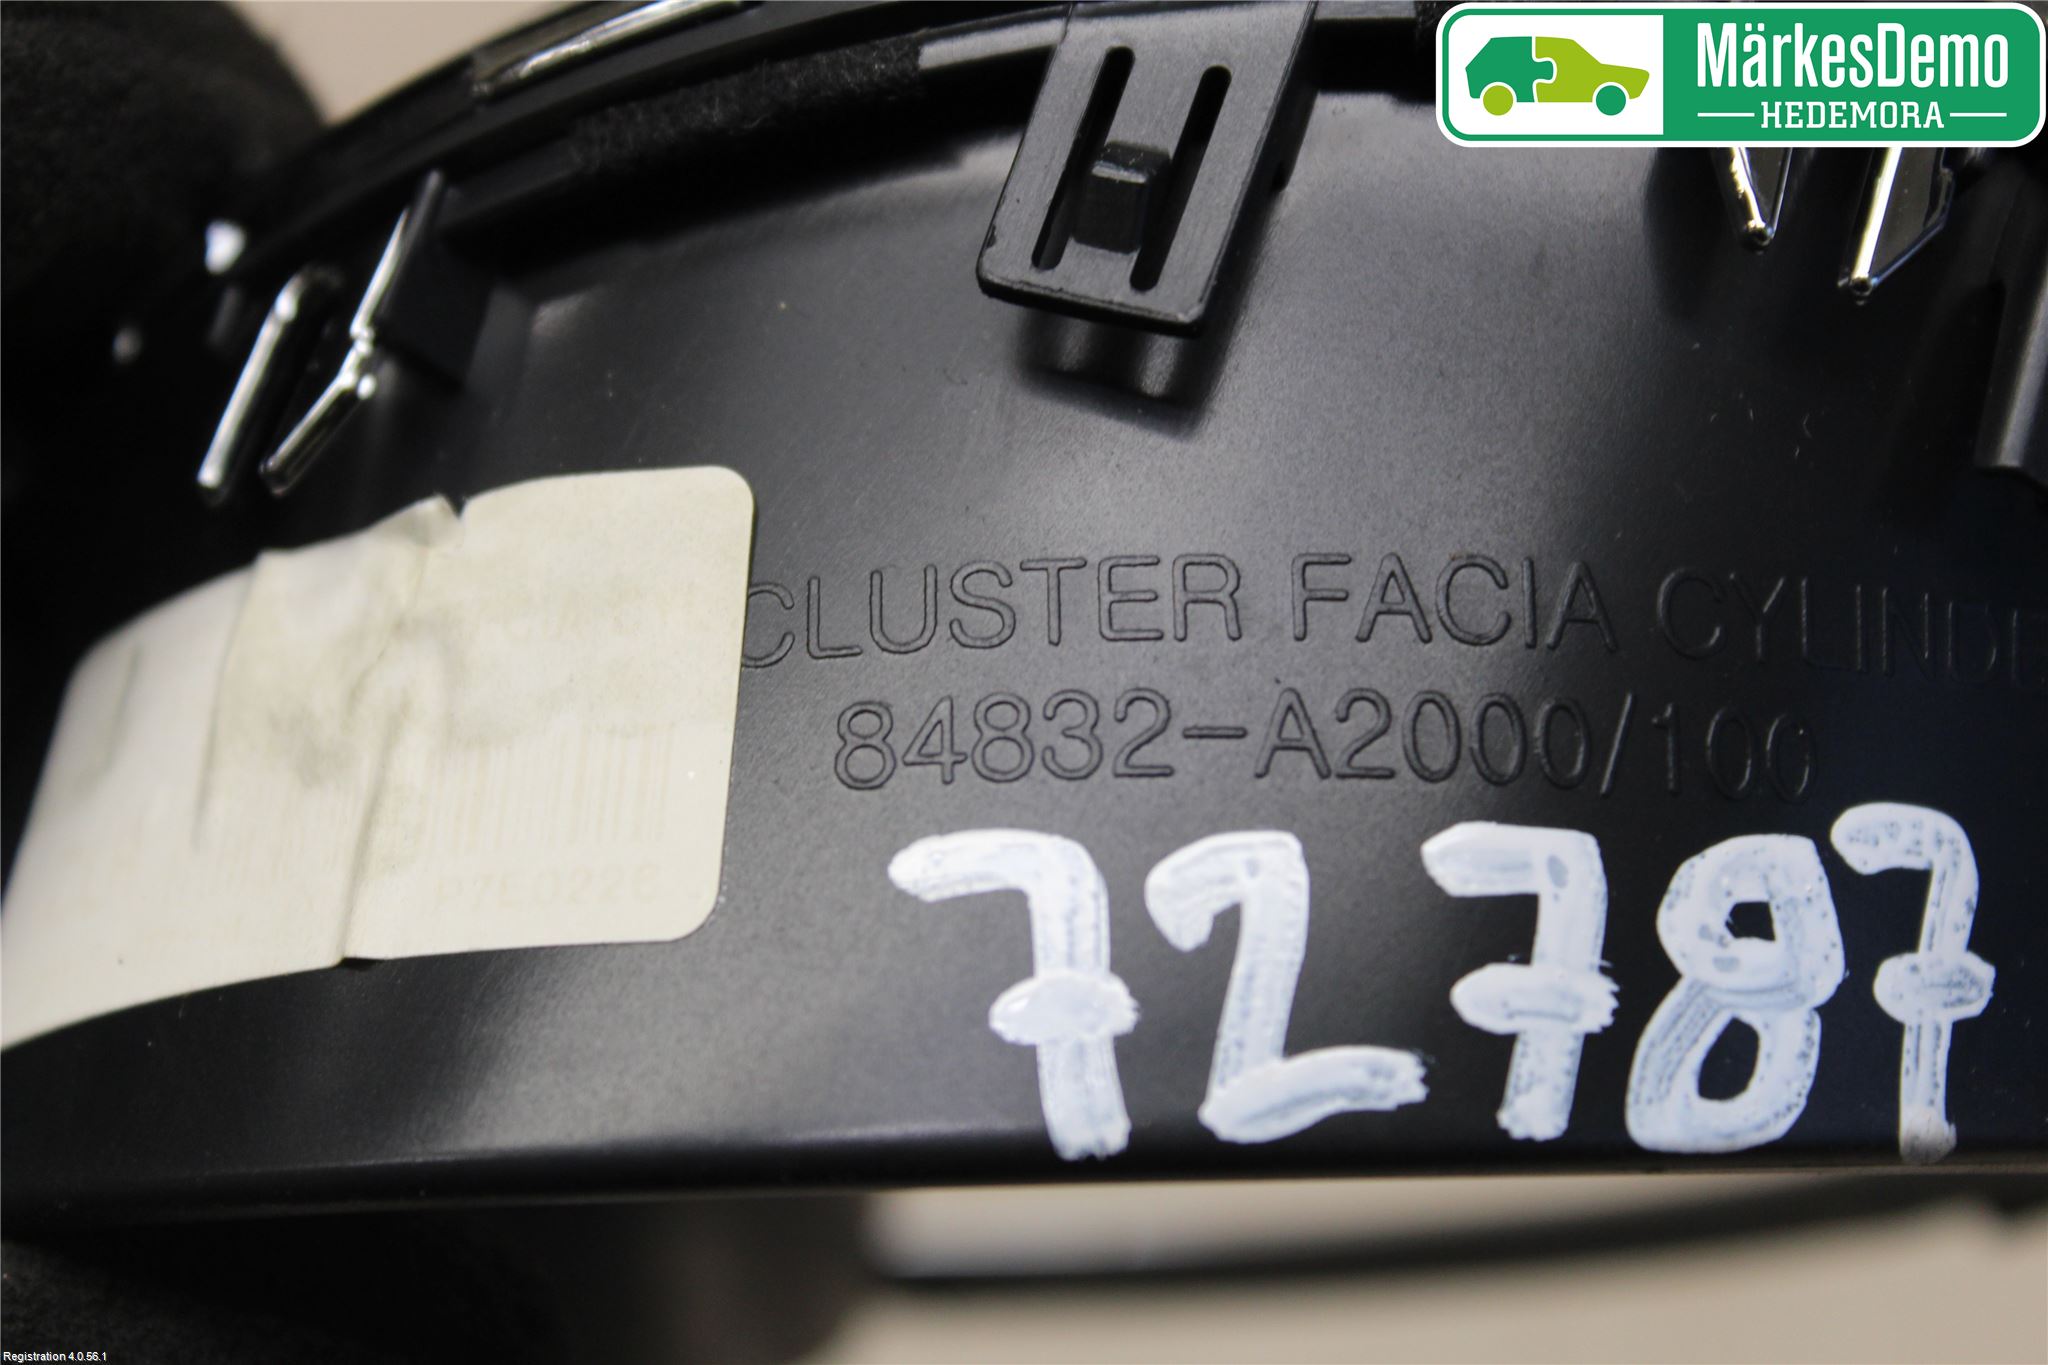 MärkesDemo
HEDEMORA
CLUSTER FACIA
84832-A2000/100
72787
Registration 4.0.56.1